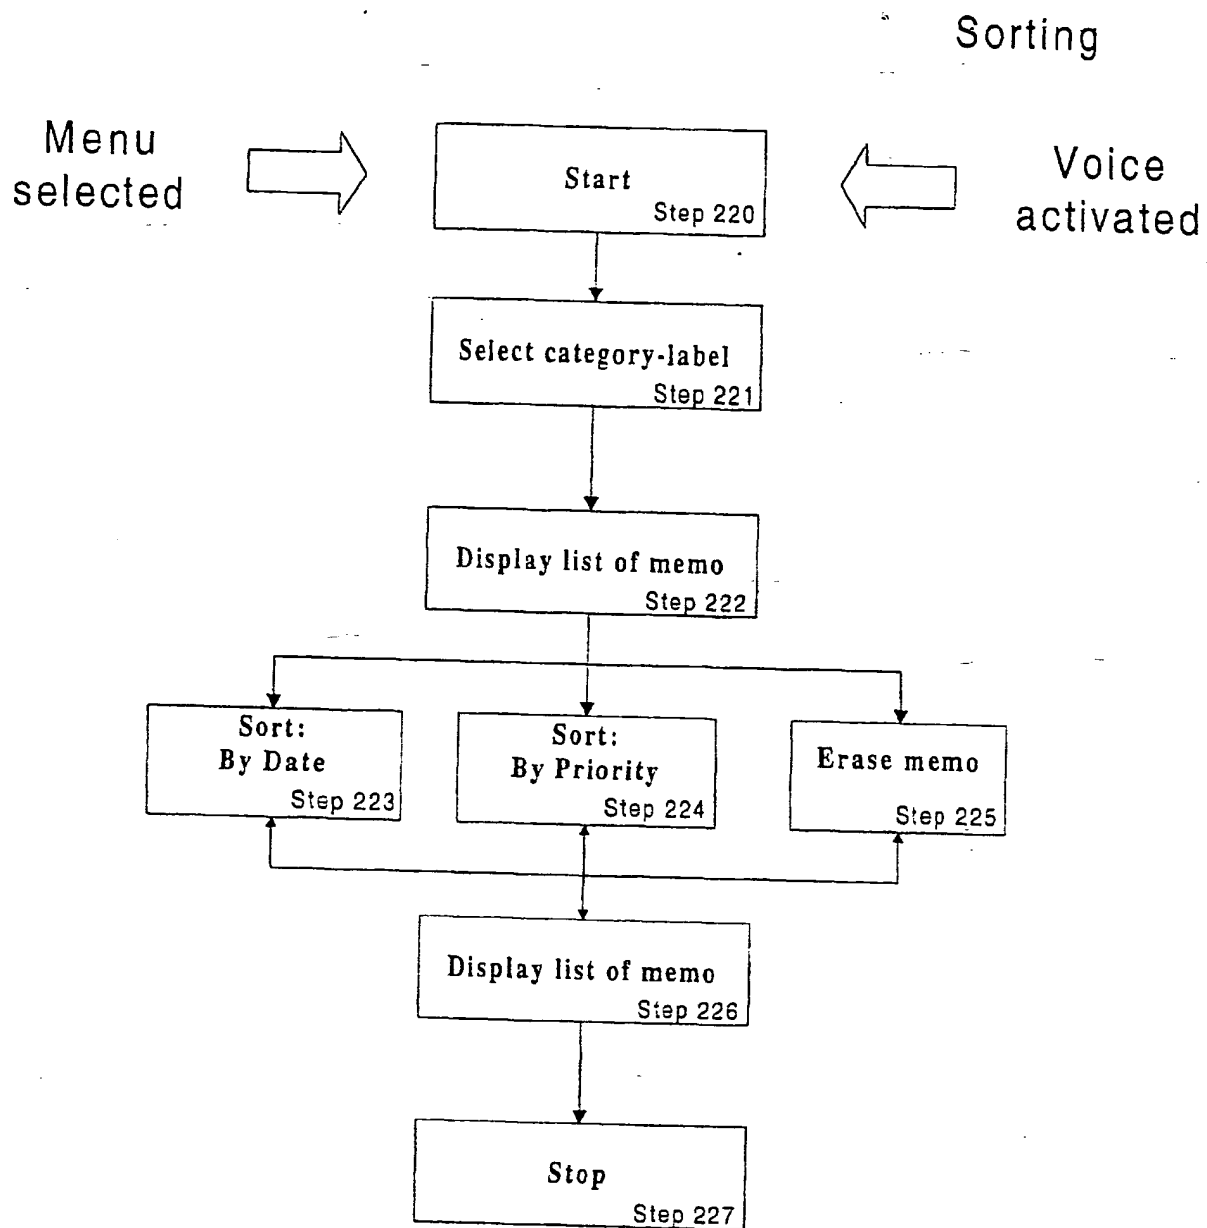 Sorting
Menu
selected
Start
Step 220
Voice
activated
Select category-label
Step 221
Display list of memo
Step 222
Sort:
By Date
Step 223
Sort:
By Priority
Step 224
Erase memo
Step 225
Display list of memo
Step 226
Stop
Step 227